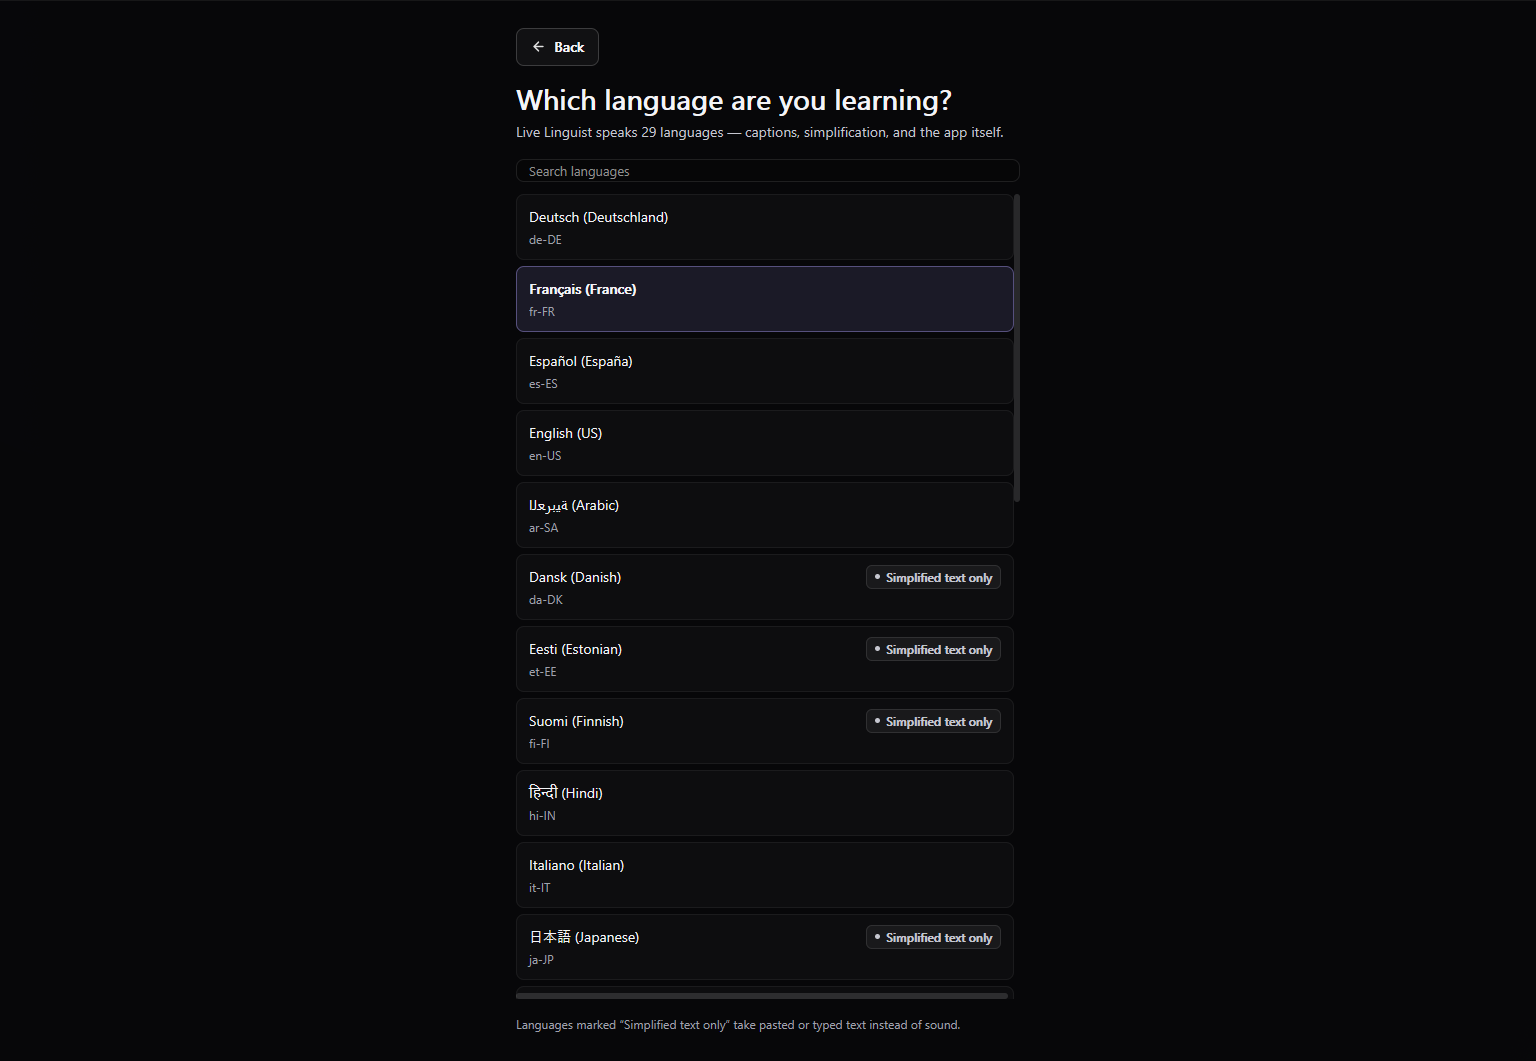 Back
Which language are you learning?
Live Linguist speaks 29 languages — captions, simplification, and the app itself.
Search languages
Deutsch (Deutschland)
de-DE
Français (France)
fr-FR
Español (España)
es-ES
English (US)
en-US
ةيبرعلا (Arabic)
ar-SA
Dansk (Danish)
Simplified text only
da-DK
Eesti (Estonian)
Simplified text only
et-EE
Suomi (Finnish)
Simplified text only
fi-FI
हिन्दी (Hindi)
hi-IN
Italiano (Italian)
it-IT
日本語 (Japanese)
Simplified text only
ja-JP
Languages marked “Simplified text only” take pasted or typed text instead of sound.